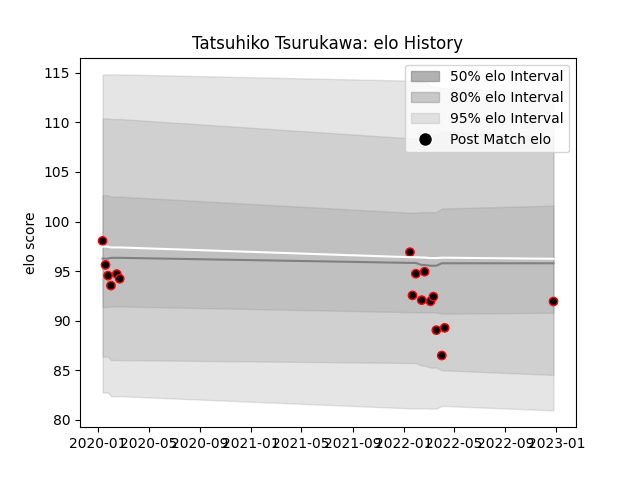 Tatsuhiko Tsurukawa: elo History
50% elo Interval
80% elo Interval
95% elo Interval
Post Match elo
elo score
115
110
105
100
95
90
85
80
2020-01 2020-05 2020-09 2021-01 2021-05 2021-09 2022-01 2022-05 2022-09 2023-01